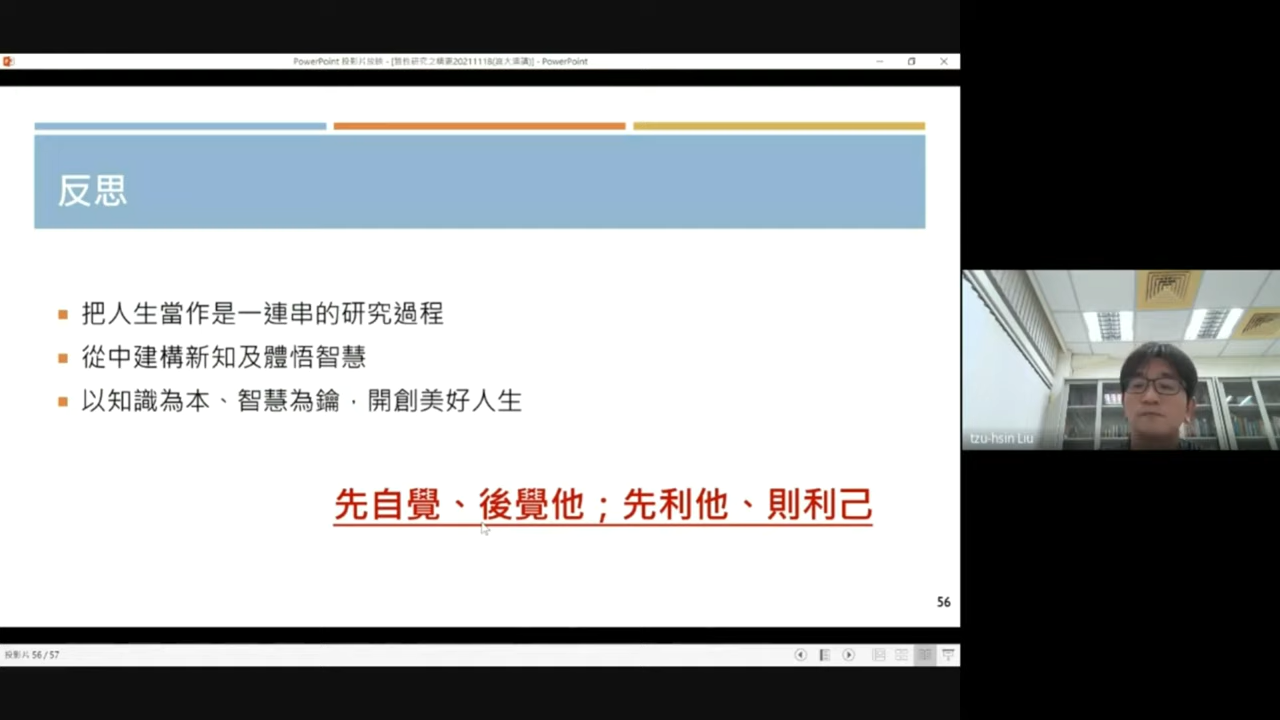 PowerPoint 投影片放映 - [質性研究之精要20211118(宜大演講)] - PowerPoint
反思
把人生當作是一連串的研究過程
從中建構新知及體悟智慧
以知識為本、智慧為鑰，開創美好人生
先自覺、後覺他；先利他、則利己
56
投影片 56 / 57
tzu-hsin Liu